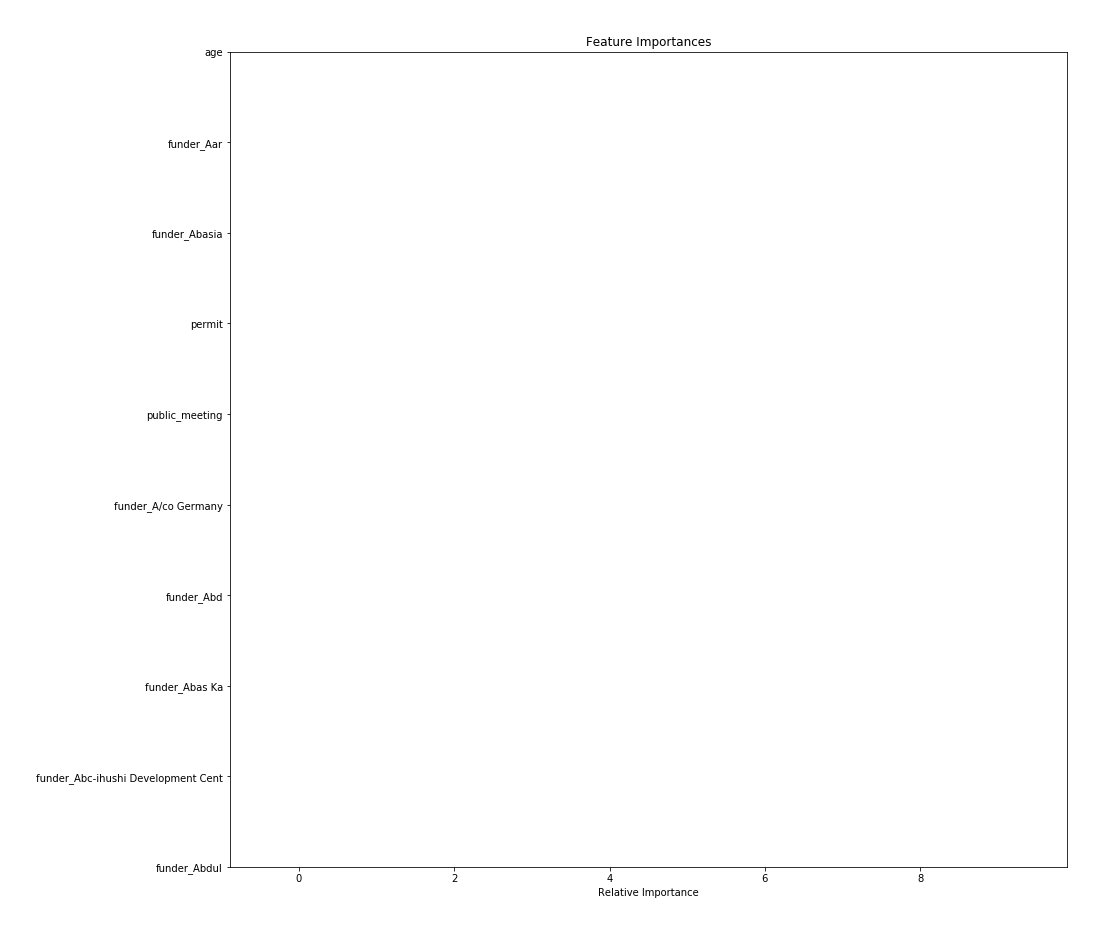 Feature Importances
age
funder_Aar
funder_Abasia
permit
public_meeting
funder_A/co Germany
funder_Abd
funder_Abas Ka
funder_Abc-ihushi Development Cent
funder_Abdul
0 2 4 6 8
Relative Importance